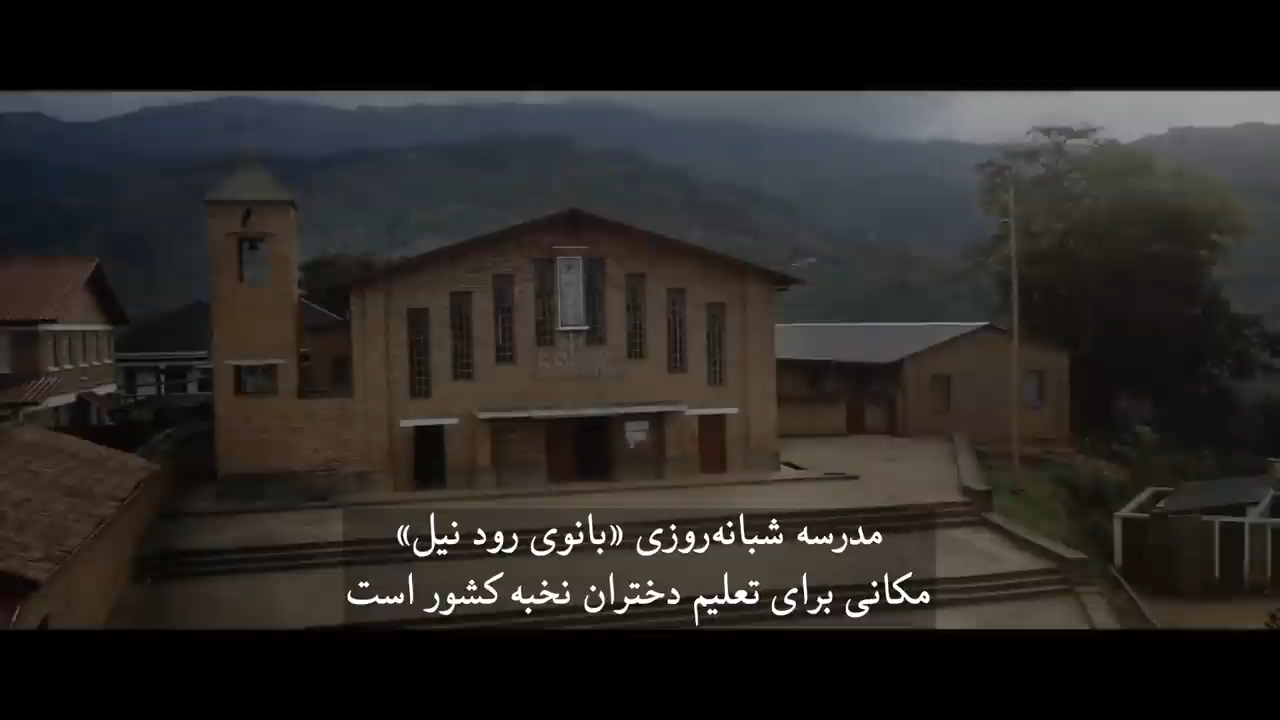 مدرسه شبانه‌روزی «بانوی رود نیل»
مکانی برای تعلیم دختران نخبه کشور است